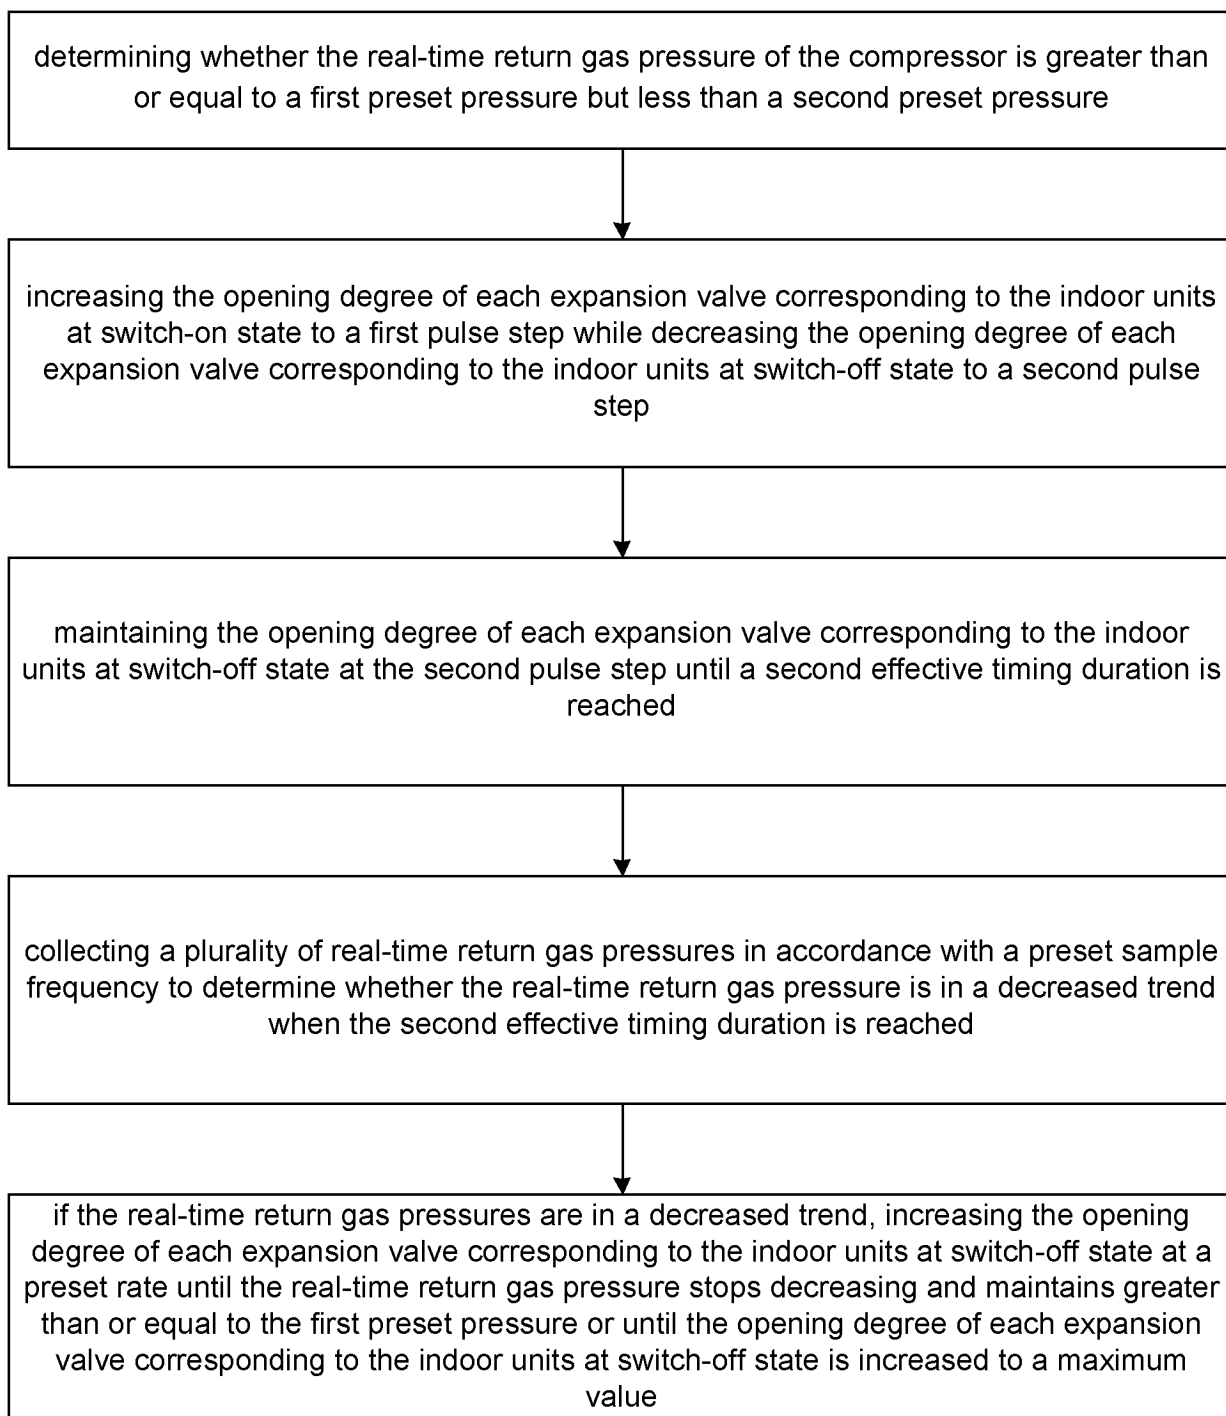 determining whether the real-time return gas pressure of the compressor is greater than
or equal to a first preset pressure but less than a second preset pressure
increasing the opening degree of each expansion valve corresponding to the indoor units
at switch-on state to a first pulse step while decreasing the opening degree of each
expansion valve corresponding to the indoor units at switch-off state to a second pulse
step
maintaining the opening degree of each expansion valve corresponding to the indoor
units at switch-off state at the second pulse step until a second effective timing duration is
reached
collecting a plurality of real-time return gas pressures in accordance with a preset sample
frequency to determine whether the real-time return gas pressure is in a decreased trend
when the second effective timing duration is reached
if the real-time return gas pressures are in a decreased trend, increasing the opening
degree of each expansion valve corresponding to the indoor units at switch-off state at a
preset rate until the real-time return gas pressure stops decreasing and maintains greater
than or equal to the first preset pressure or until the opening degree of each expansion
valve corresponding to the indoor units at switch-off state is increased to a maximum
value